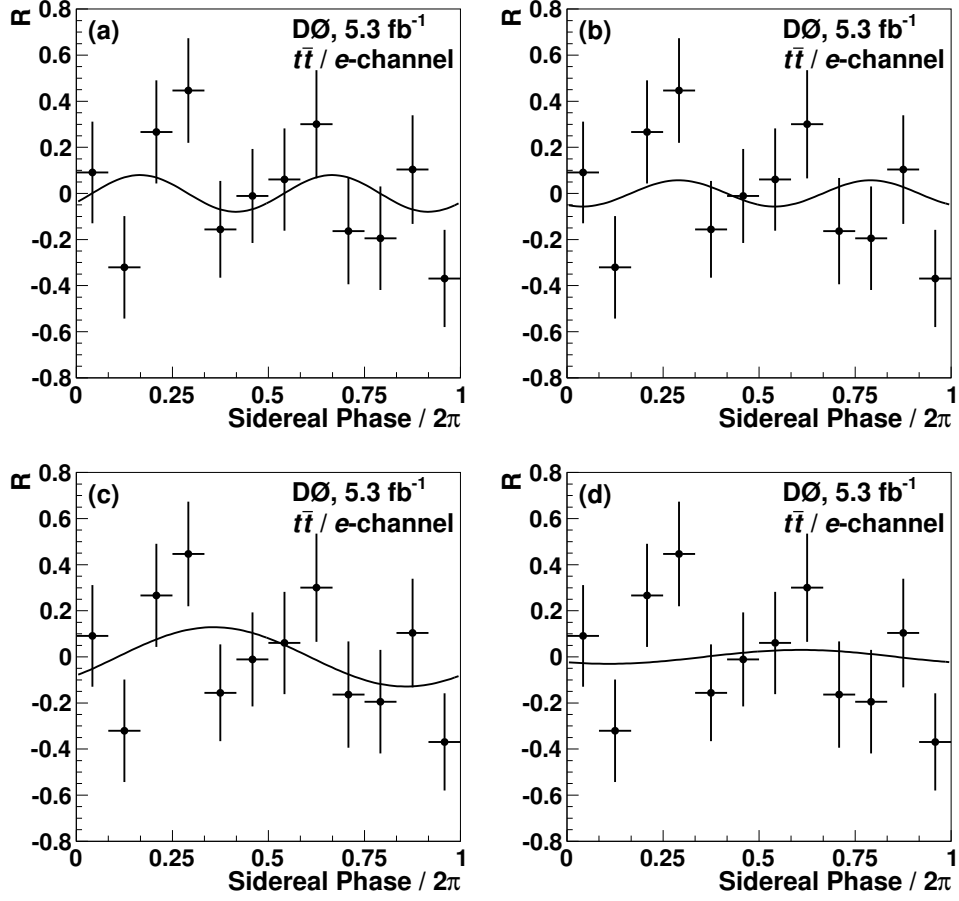 R
(a)
DØ, 5.3 fb⁻¹
tt̄ / e-channel
0.8
0.6
0.4
0.2
0
-0.2
-0.4
-0.6
-0.8
0 0.25 0.5 0.75 1
Sidereal Phase / 2π
R
(b)
DØ, 5.3 fb⁻¹
tt̄ / e-channel
0.8
0.6
0.4
0.2
0
-0.2
-0.4
-0.6
-0.8
0 0.25 0.5 0.75 1
Sidereal Phase / 2π
R
(c)
DØ, 5.3 fb⁻¹
tt̄ / e-channel
0.8
0.6
0.4
0.2
0
-0.2
-0.4
-0.6
-0.8
0 0.25 0.5 0.75 1
Sidereal Phase / 2π
R
(d)
DØ, 5.3 fb⁻¹
tt̄ / e-channel
0.8
0.6
0.4
0.2
0
-0.2
-0.4
-0.6
-0.8
0 0.25 0.5 0.75 1
Sidereal Phase / 2π